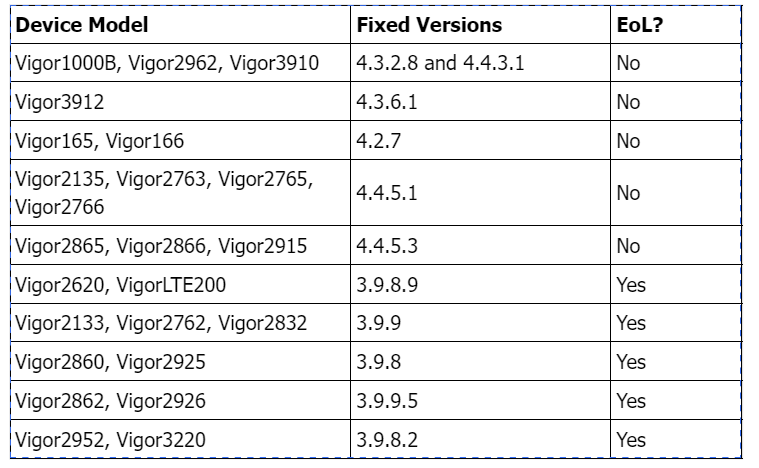 Device Model Fixed Versions EoL?
Vigor1000B, Vigor2962, Vigor3910 4.3.2.8 and 4.4.3.1 No
Vigor3912 4.3.6.1 No
Vigor165, Vigor166 4.2.7 No
Vigor2135, Vigor2763, Vigor2765,
Vigor2766 4.4.5.1 No
Vigor2865, Vigor2866, Vigor2915 4.4.5.3 No
Vigor2620, VigorLTE200 3.9.8.9 Yes
Vigor2133, Vigor2762, Vigor2832 3.9.9 Yes
Vigor2860, Vigor2925 3.9.8 Yes
Vigor2862, Vigor2926 3.9.9.5 Yes
Vigor2952, Vigor3220 3.9.8.2 Yes